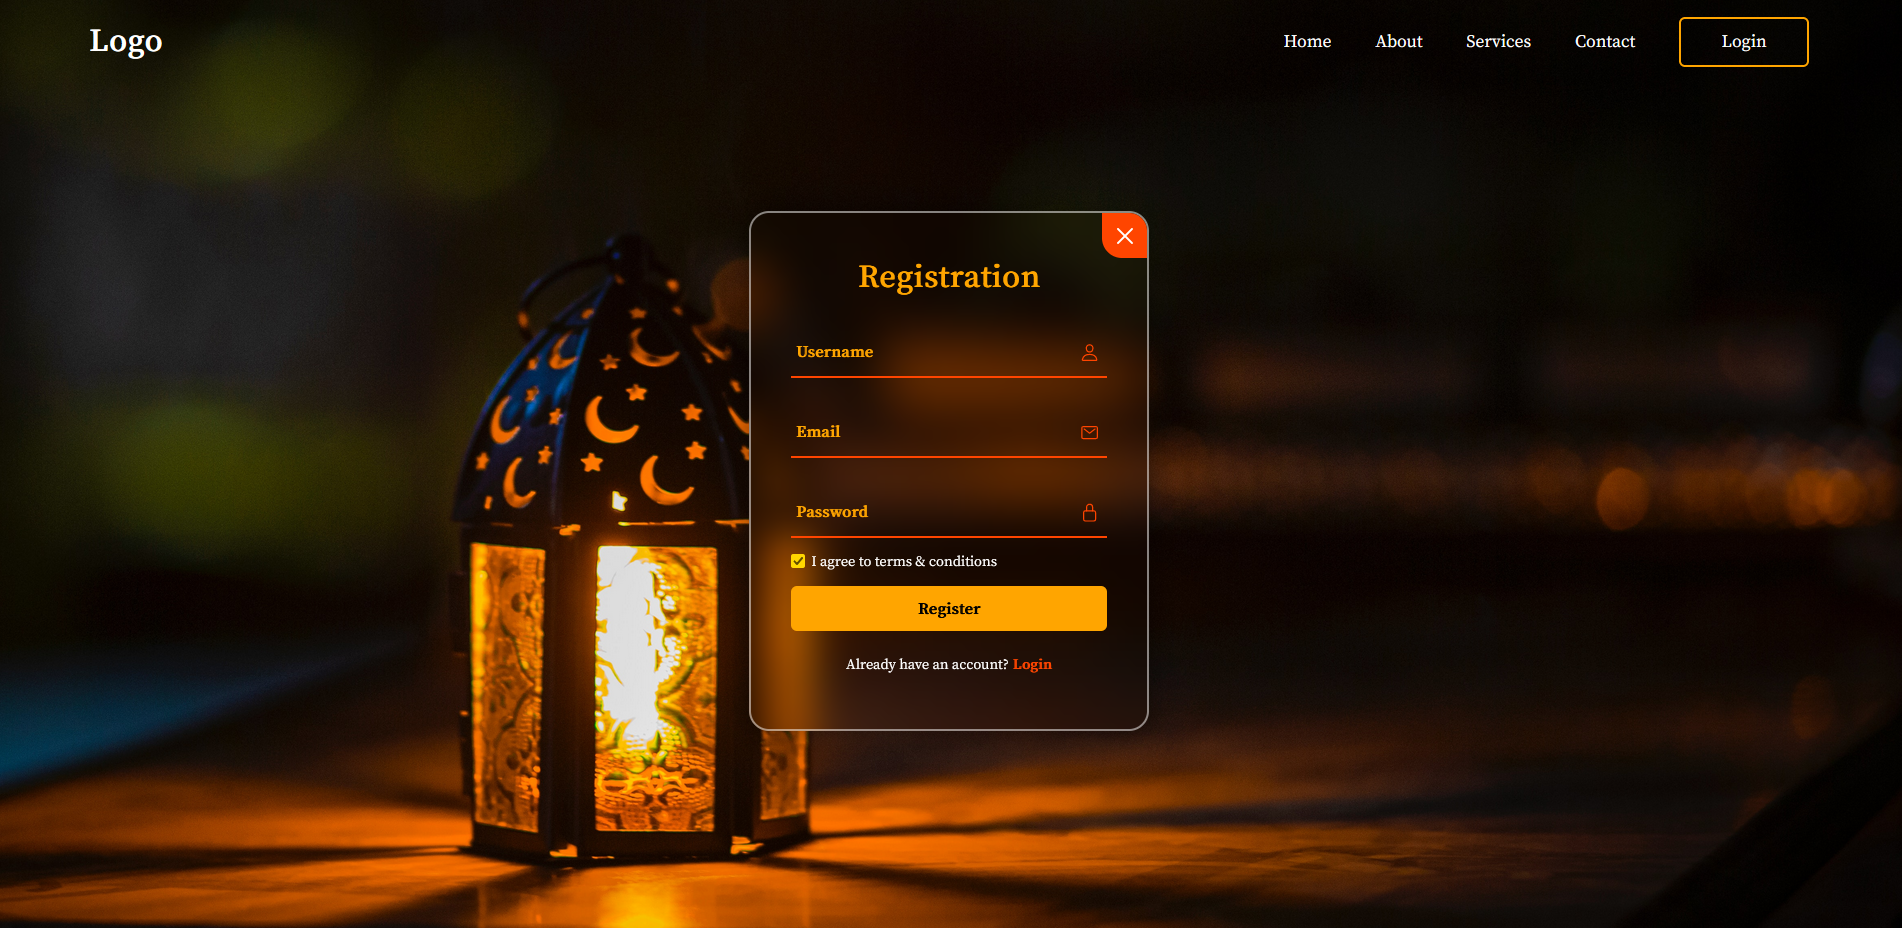 Logo
Home About Services Contact Login
Registration
Username
Email
Password
I agree to terms & conditions
Register
Already have an account? Login